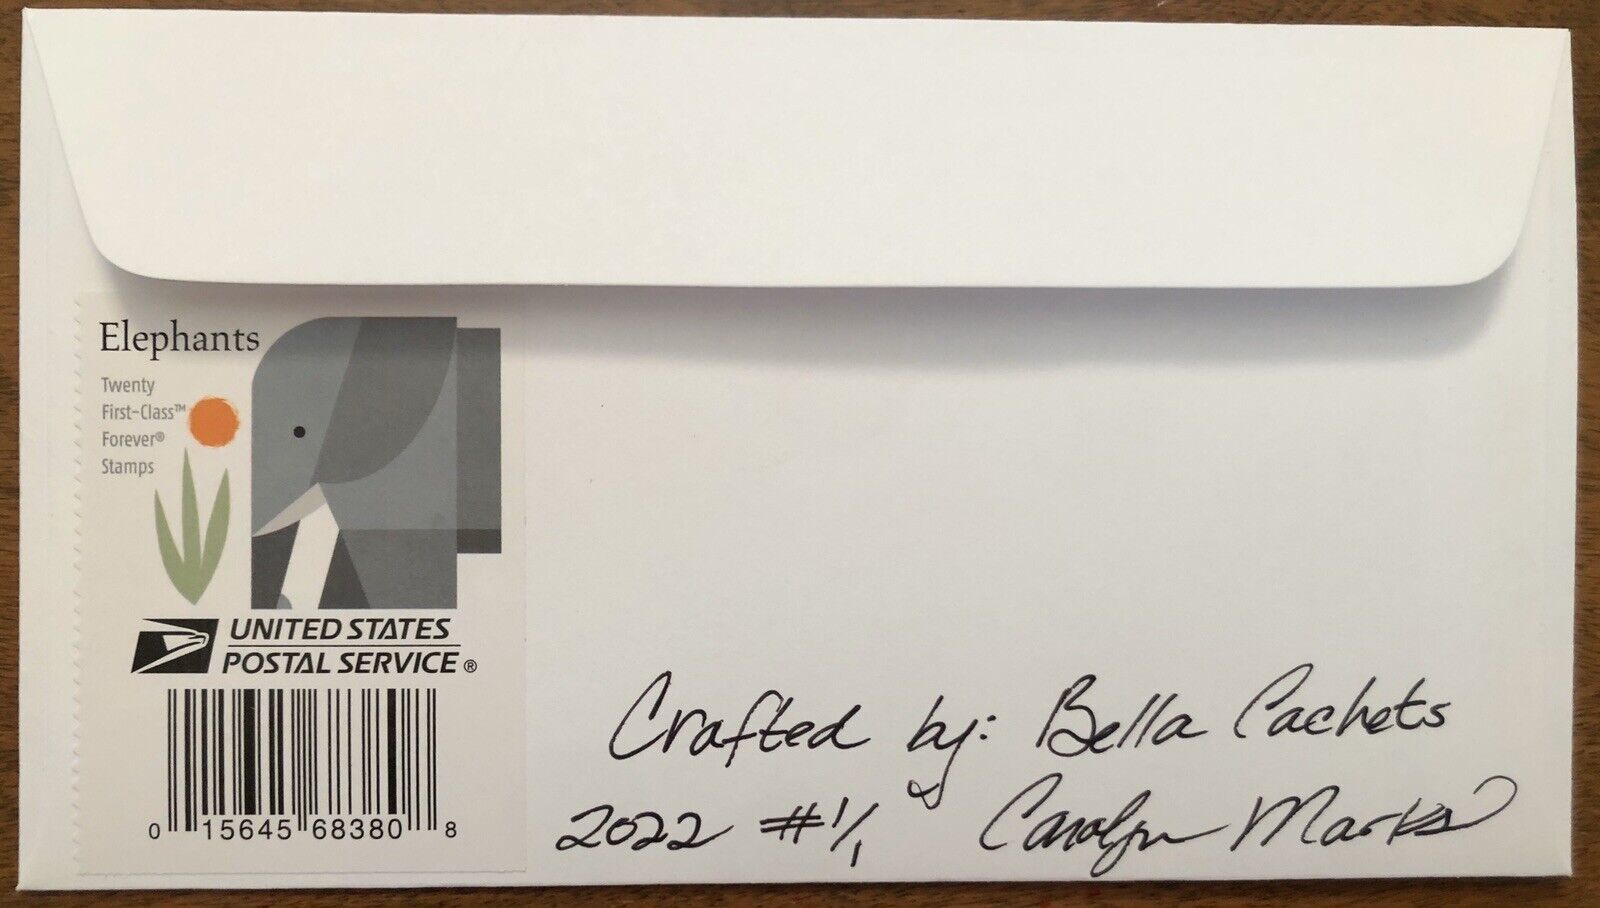 Elephants
Twenty
First-Class™
Forever®
Stamps
UNITED STATES
POSTAL SERVICE®
0 15645 68380 8
Crafted by: Bella Cachets
2022 #1/1 Carolyn Marks